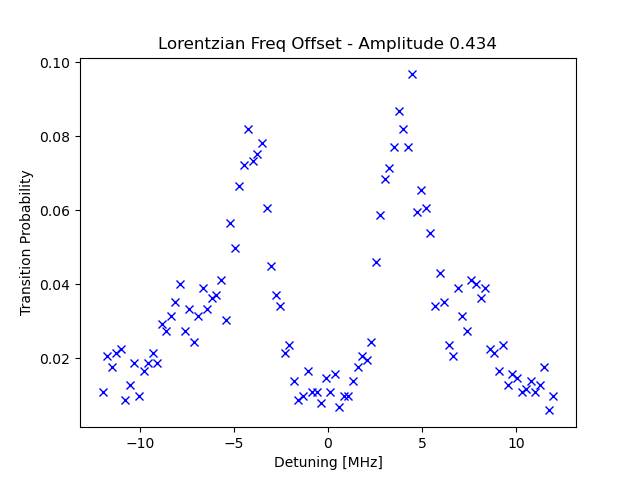 Lorentzian Freq Offset - Amplitude 0.434
0.10
0.08
0.06
0.04
0.02
Transition Probability
−10 −5 0 5 10
Detuning [MHz]